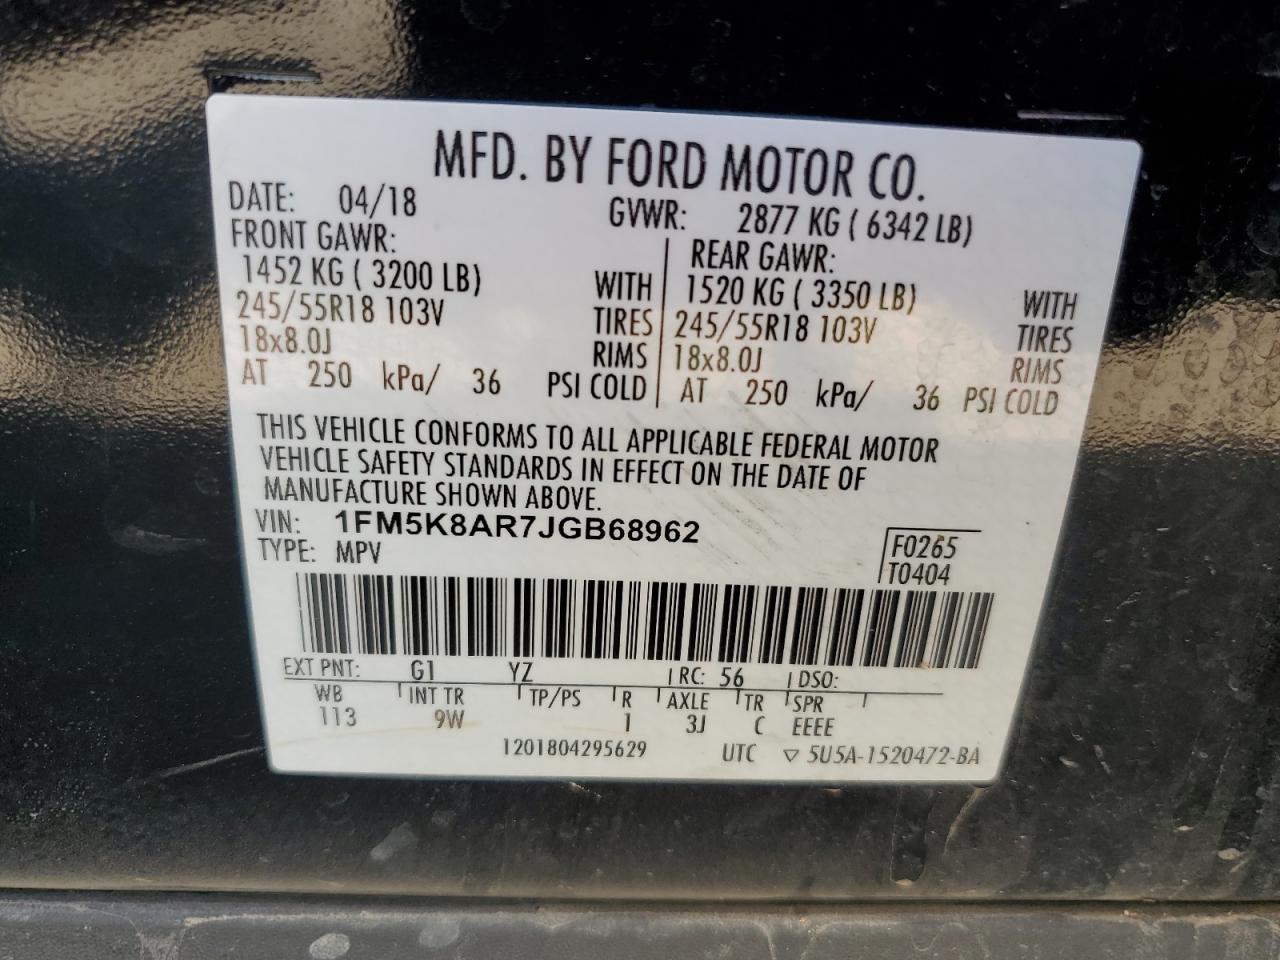 MFD. BY FORD MOTOR CO.
DATE: 04/18 GVWR: 2877 KG ( 6342 LB)
FRONT GAWR: REAR GAWR:
1452 KG ( 3200 LB) WITH 1520 KG ( 3350 LB) WITH
245/55R18 103V TIRES 245/55R18 103V TIRES
18x8.0J RIMS 18x8.0J RIMS
AT 250 kPa/ 36 PSI COLD AT 250 kPa/ 36 PSI COLD
THIS VEHICLE CONFORMS TO ALL APPLICABLE FEDERAL MOTOR
VEHICLE SAFETY STANDARDS IN EFFECT ON THE DATE OF
MANUFACTURE SHOWN ABOVE.
VIN: 1FM5K8AR7JGB68962 F0265
TYPE: MPV T0404
EXT PNT: G1 YZ RC: 56 DSO:
WB INT TR TP/PS R AXLE TR SPR
113 9W 1 3J C EEEE
1201804295629 UTC ▽ 5U5A-1520472-BA